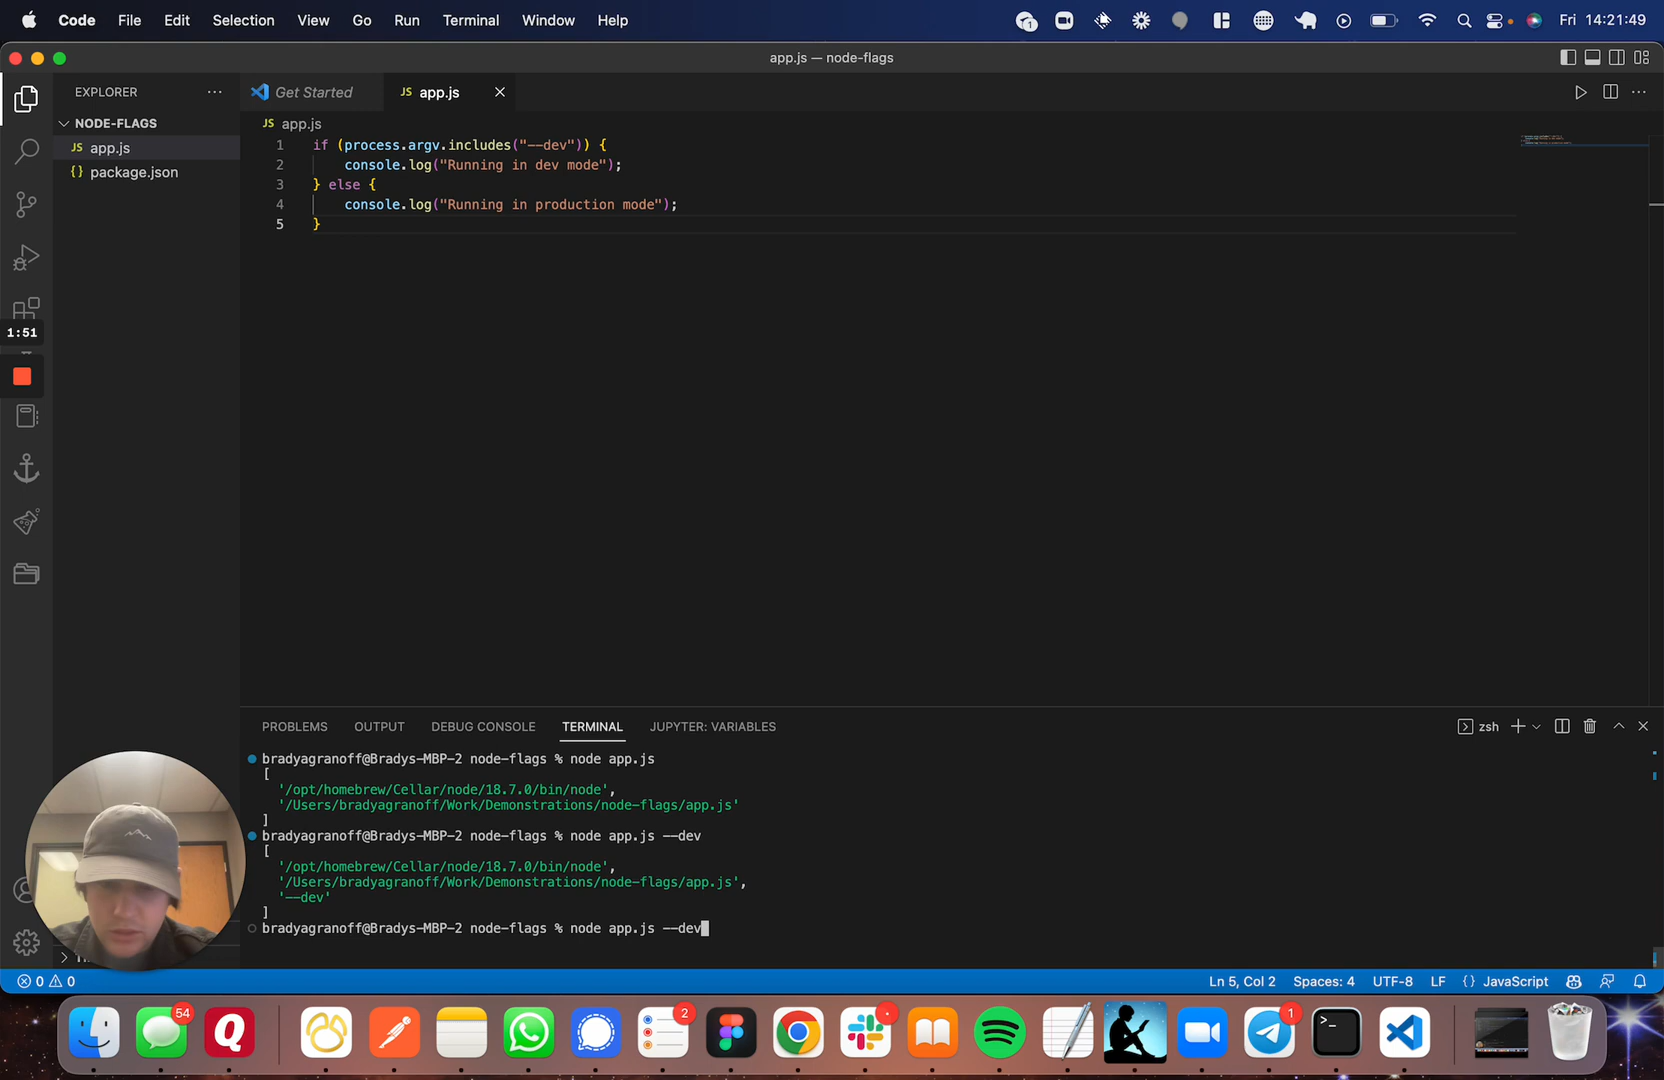 Code File Edit Selection View Go Run Terminal Window Help
1
Fri 14:21:49
app.js — node-flags
EXPLORER
Get Started
JS app.js
NODE-FLAGS
JS app.js
{} package.json
JS app.js
1 if (process.argv.includes("--dev")) {
2 console.log("Running in dev mode");
3 } else {
4 console.log("Running in production mode");
5 }
1:51
PROBLEMS OUTPUT DEBUG CONSOLE TERMINAL JUPYTER: VARIABLES
zsh
bradyagranoff@Bradys-MBP-2 node-flags % node app.js
[
'/opt/homebrew/Cellar/node/18.7.0/bin/node',
'/Users/bradyagranoff/Work/Demonstrations/node-flags/app.js'
]
bradyagranoff@Bradys-MBP-2 node-flags % node app.js --dev
[
'/opt/homebrew/Cellar/node/18.7.0/bin/node',
'/Users/bradyagranoff/Work/Demonstrations/node-flags/app.js',
'--dev'
]
bradyagranoff@Bradys-MBP-2 node-flags % node app.js --dev
0 0
Ln 5, Col 2 Spaces: 4 UTF-8 LF {} JavaScript
54
Q
2
1
>_